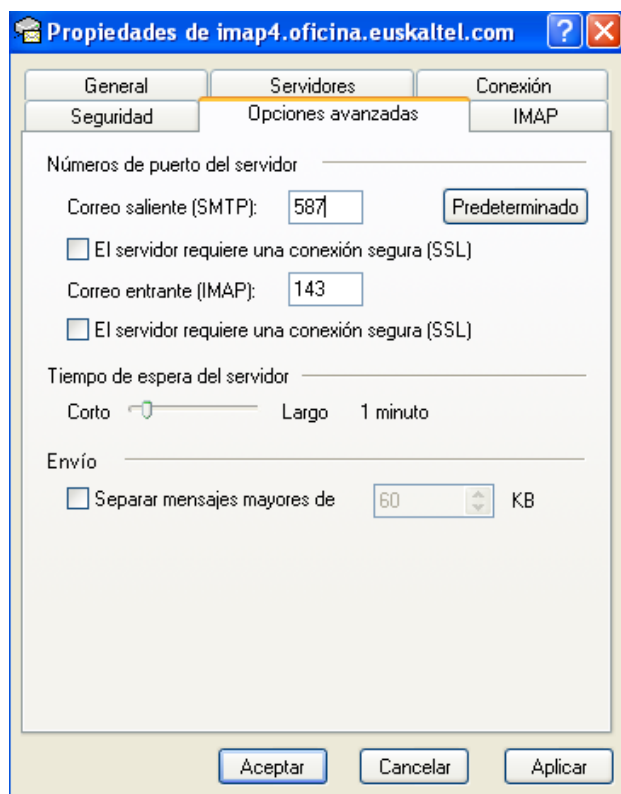 Propiedades de imap4.oficina.euskaltel.com
General Servidores Conexión
Seguridad Opciones avanzadas IMAP
Números de puerto del servidor
Correo saliente (SMTP): 587 Predeterminado
El servidor requiere una conexión segura (SSL)
Correo entrante (IMAP): 143
El servidor requiere una conexión segura (SSL)
Tiempo de espera del servidor
Corto Largo 1 minuto
Envío
Separar mensajes mayores de 60 KB
Aceptar Cancelar Aplicar